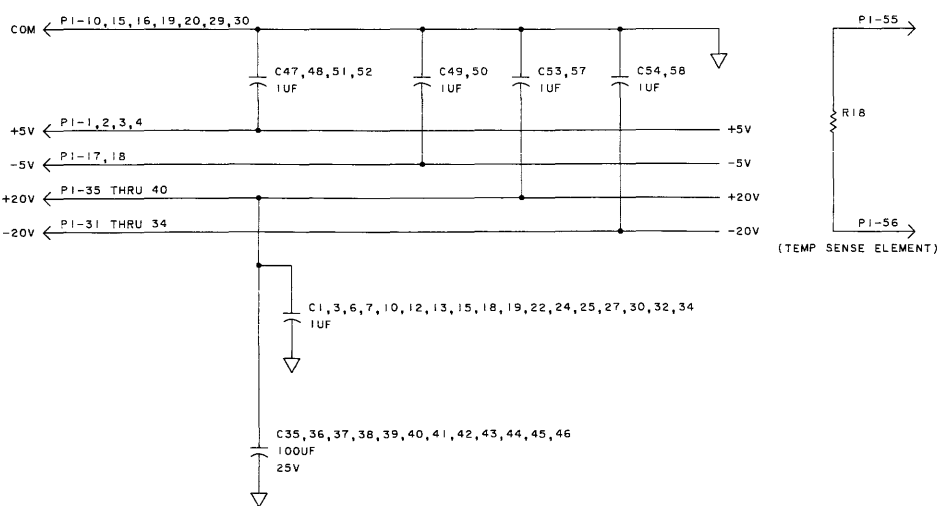 P1-10,15,16,19,20,29,30
COM
P1-55
C47,48,51,52
1UF
C49,50
1UF
C53,57
1UF
C54,58
1UF
R18
P1-1,2,3,4
+5V
+5V
P1-17,18
-5V
-5V
P1-35 THRU 40
+20V
+20V
P1-31 THRU 34
-20V
-20V
P1-56
(TEMP SENSE ELEMENT)
C1,3,6,7,10,12,13,15,18,19,22,24,25,27,30,32,34
1UF
C35,36,37,38,39,40,41,42,43,44,45,46
100UF
25V